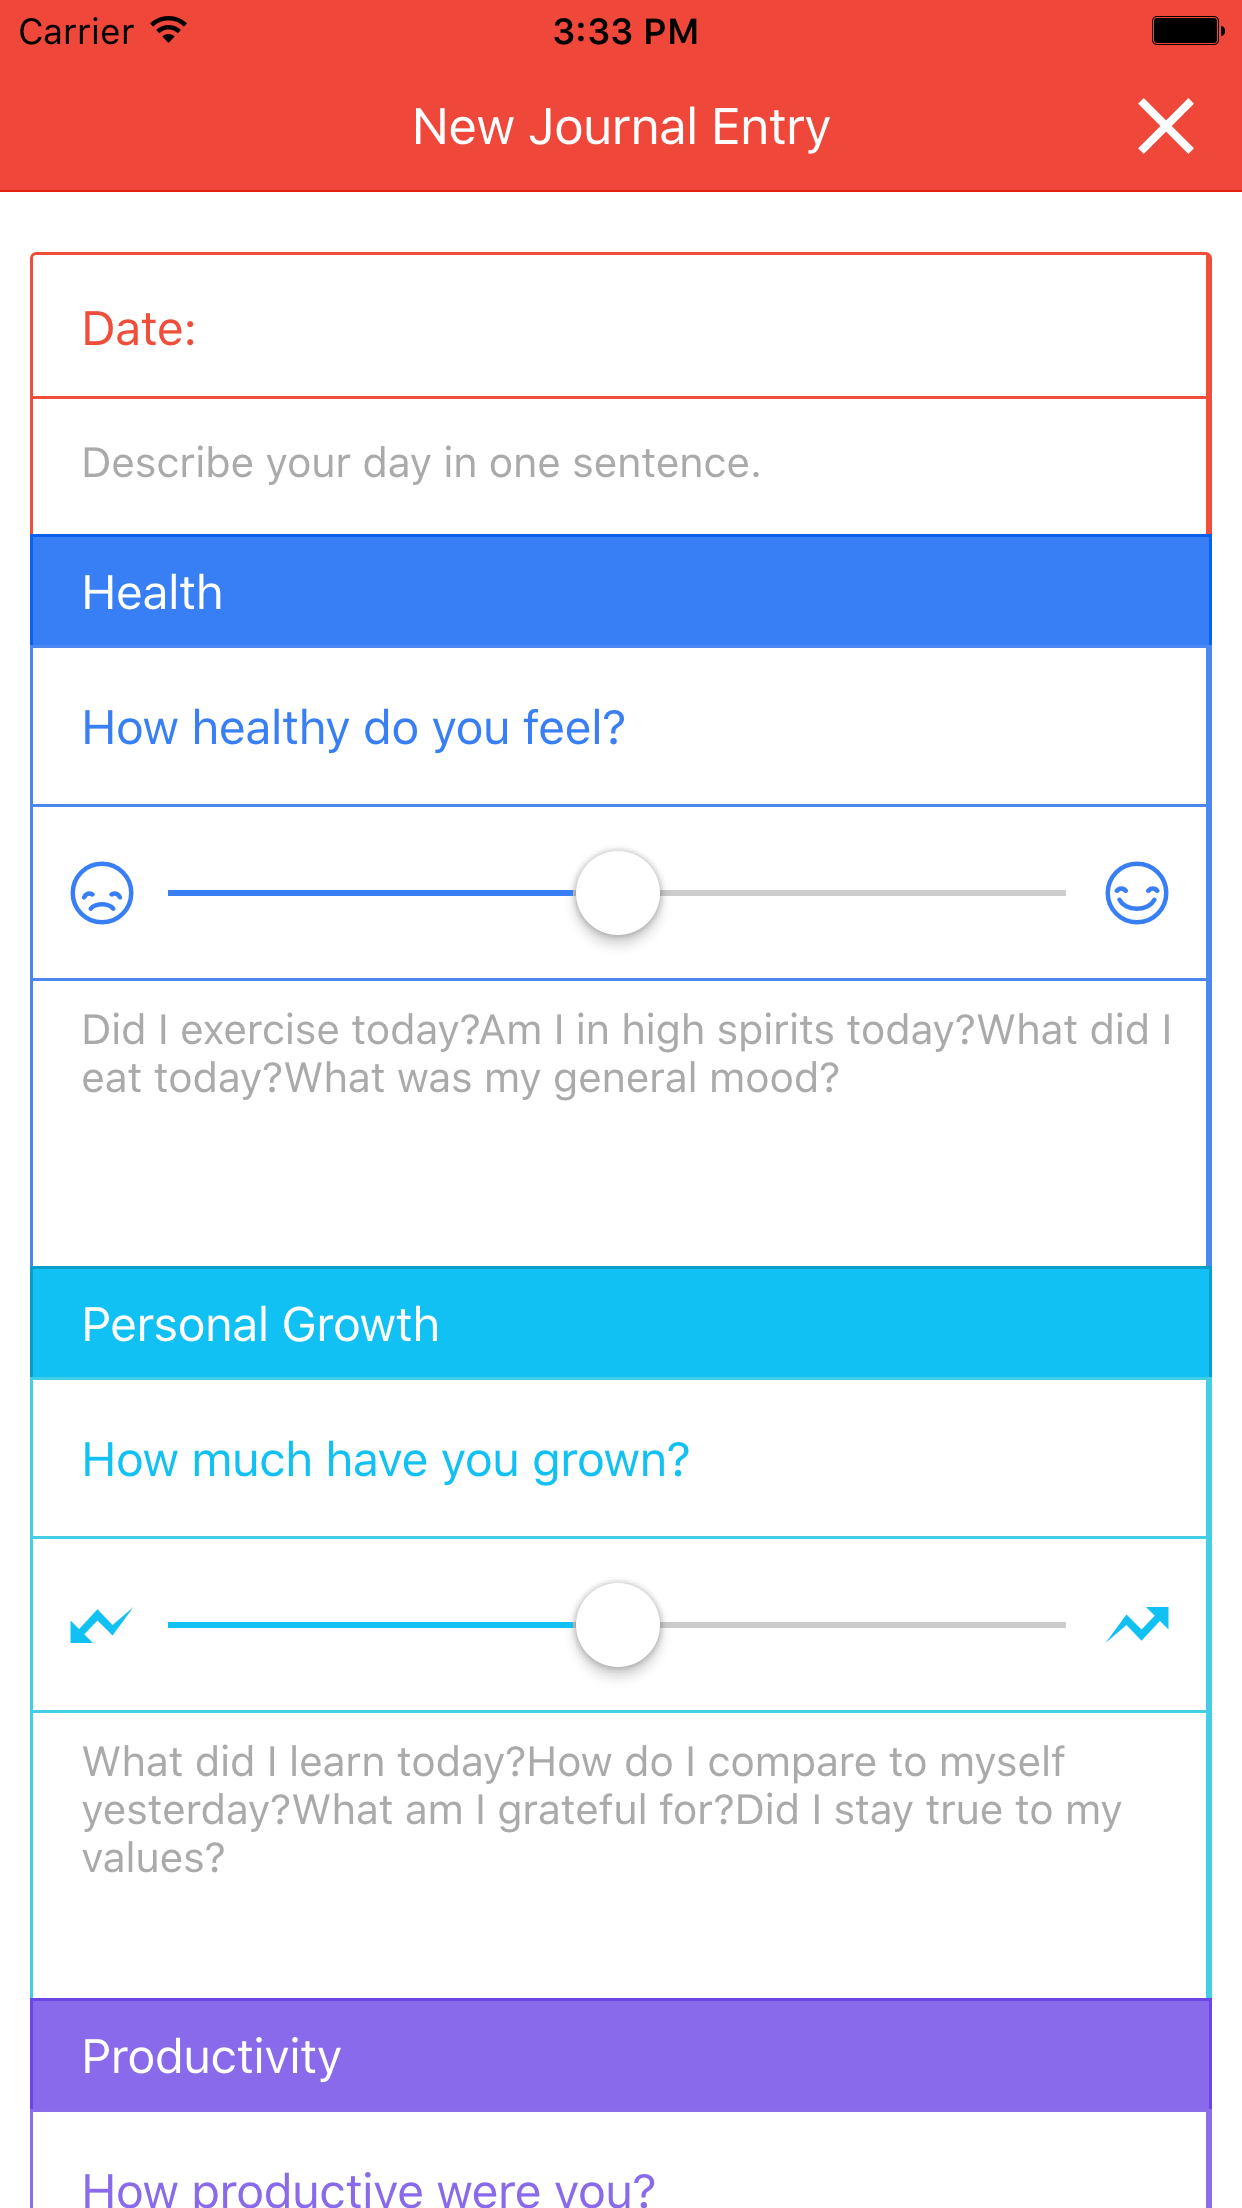 Carrier 3:33 PM
New Journal Entry
Date:
Describe your day in one sentence.
Health
How healthy do you feel?
Did I exercise today?Am I in high spirits today?What did I
eat today?What was my general mood?
Personal Growth
How much have you grown?
What did I learn today?How do I compare to myself
yesterday?What am I grateful for?Did I stay true to my
values?
Productivity
How productive were you?